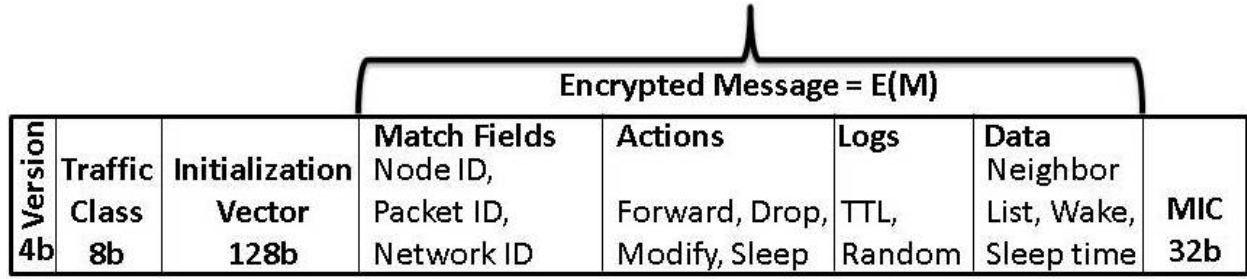 Encrypted Message = E(M)
Version
4b
Traffic
Class
8b
Initialization
Vector
128b
Match Fields
Node ID,
Packet ID,
Network ID
Actions
Forward, Drop,
Modify, Sleep
Logs
TTL,
Random
Data
Neighbor
List, Wake,
Sleep time
MIC
32b